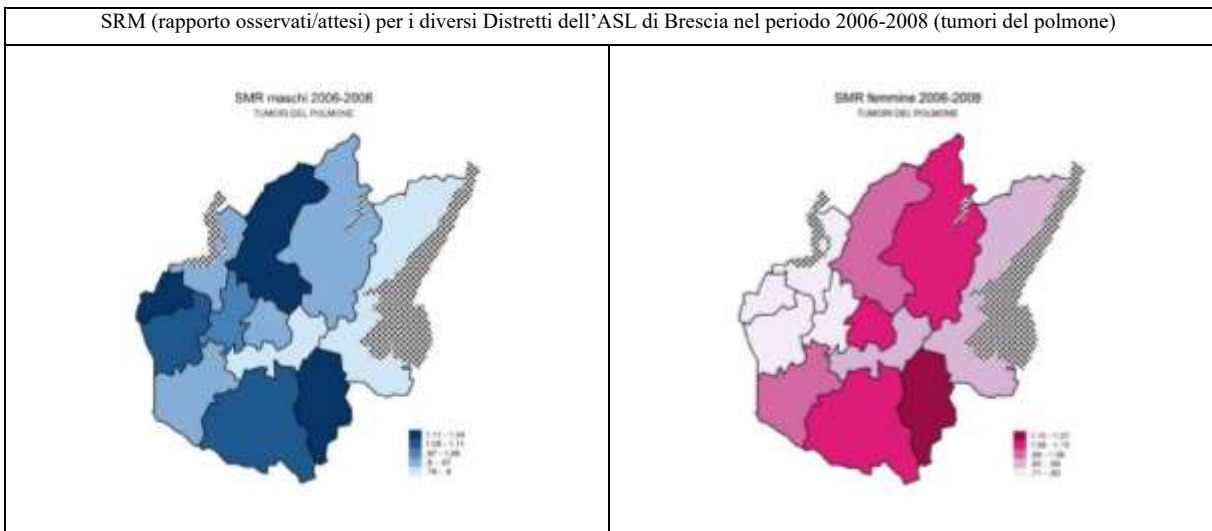 SRM (rapporto osservati/attesi) per i diversi Distretti dell’ASL di Brescia nel periodo 2006-2008 (tumori del polmone)
SMR maschi 2006-2008
TUMORI DEL POLMONE
SMR femmine 2006-2008
TUMORI DEL POLMONE